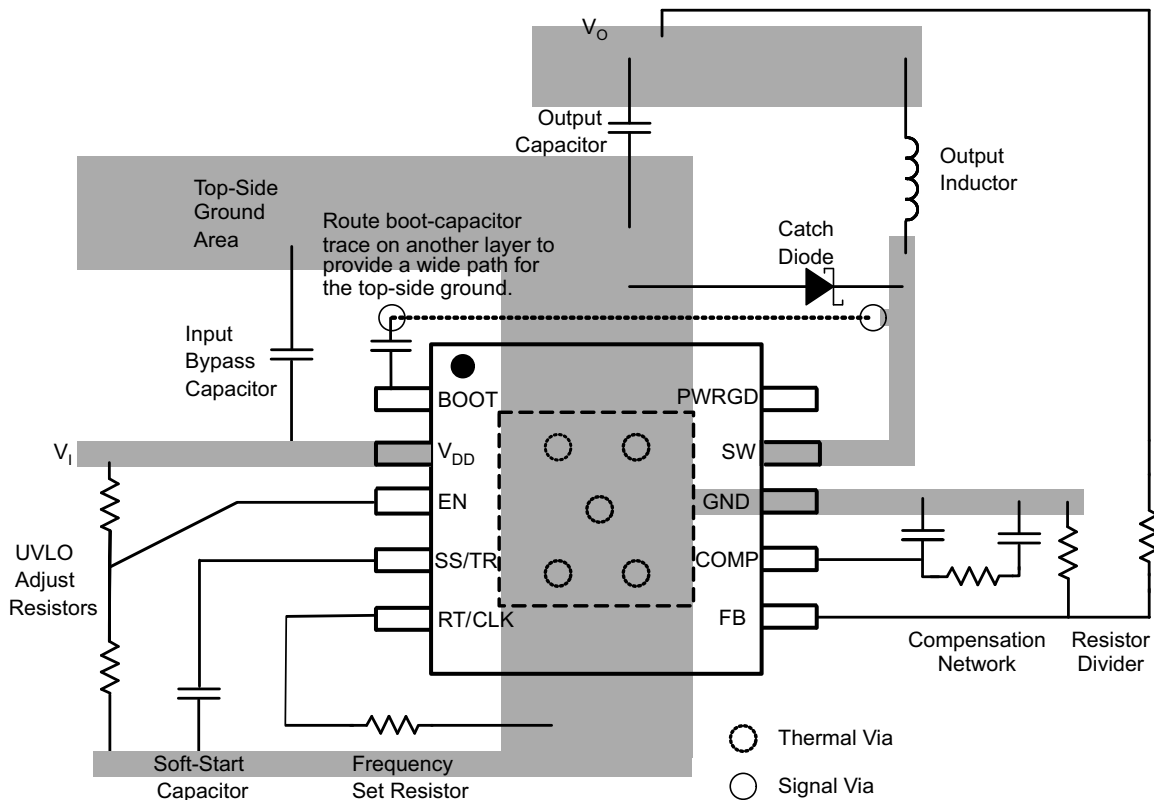 V_O
Output
Capacitor
Output
Inductor
Top-Side
Ground
Area
Route boot-capacitor
trace on another layer to
provide a wide path for
the top-side ground.
Catch
Diode
Input
Bypass
Capacitor
BOOT
PWRGD
V_I
V_DD
SW
EN
GND
UVLO
Adjust
Resistors
SS/TR
COMP
RT/CLK
FB
Compensation
Network
Resistor
Divider
Soft-Start
Capacitor
Frequency
Set Resistor
Thermal Via
Signal Via